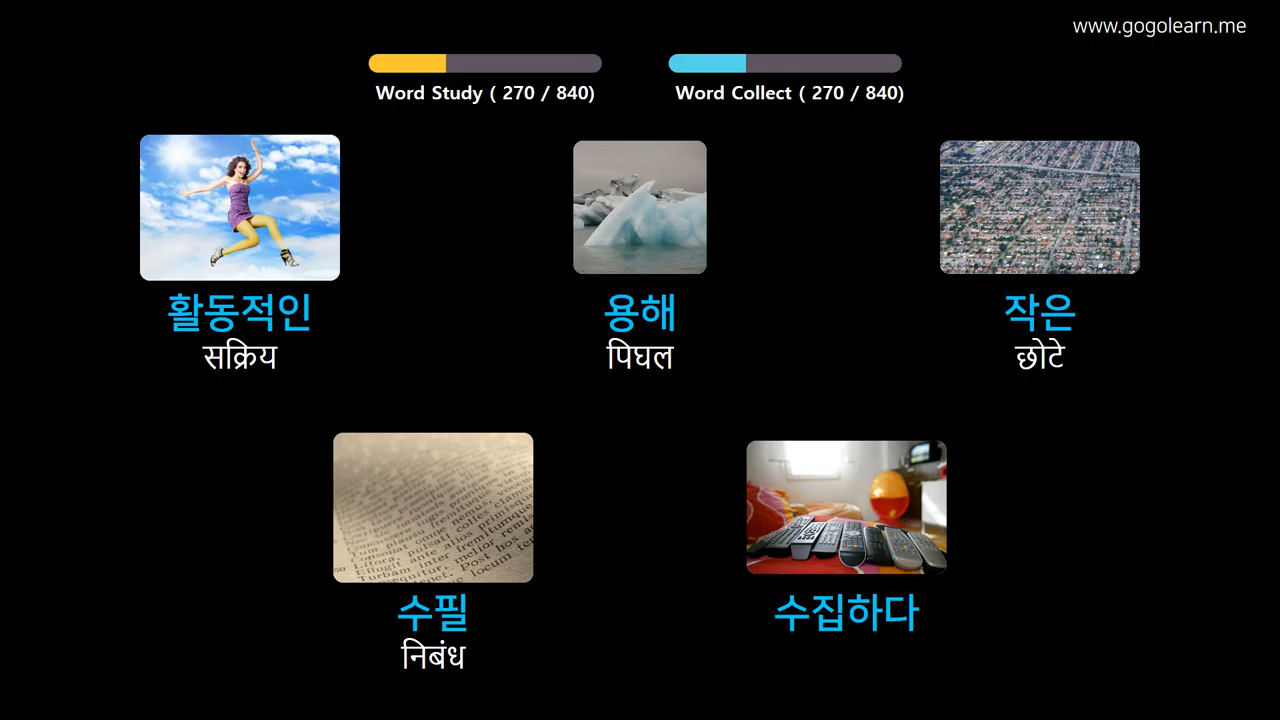 www.gogolearn.me
Word Study ( 270 / 840)
Word Collect ( 270 / 840)
활동적인
सक्रिय
용해
पिघल
작은
छोटे
수필
निबंध
수집하다